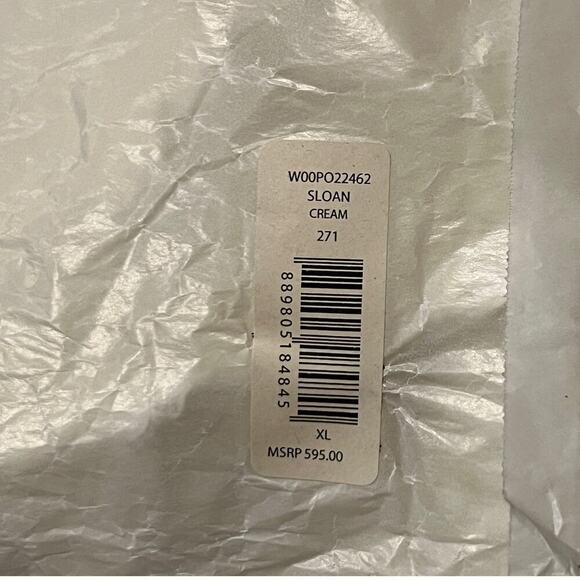 W00PO22462
SLOAN
CREAM
271
889805184845
XL
MSRP 595.00